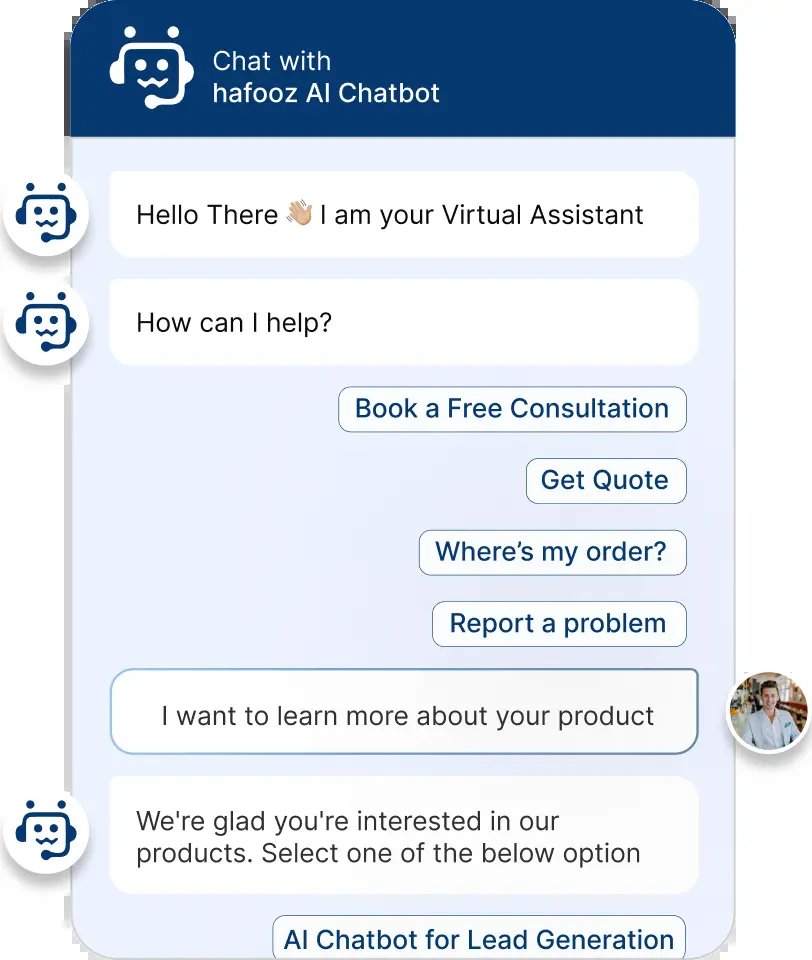 Chat with
hafooz AI Chatbot
Hello There 👋🏼 I am your Virtual Assistant
How can I help?
Book a Free Consultation
Get Quote
Where’s my order?
Report a problem
I want to learn more about your product
We're glad you're interested in our
products. Select one of the below option
AI Chatbot for Lead Generation